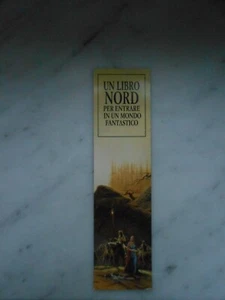 UN LIBRO
NORD
PER ENTRARE
IN UN MONDO
FANTASTICO